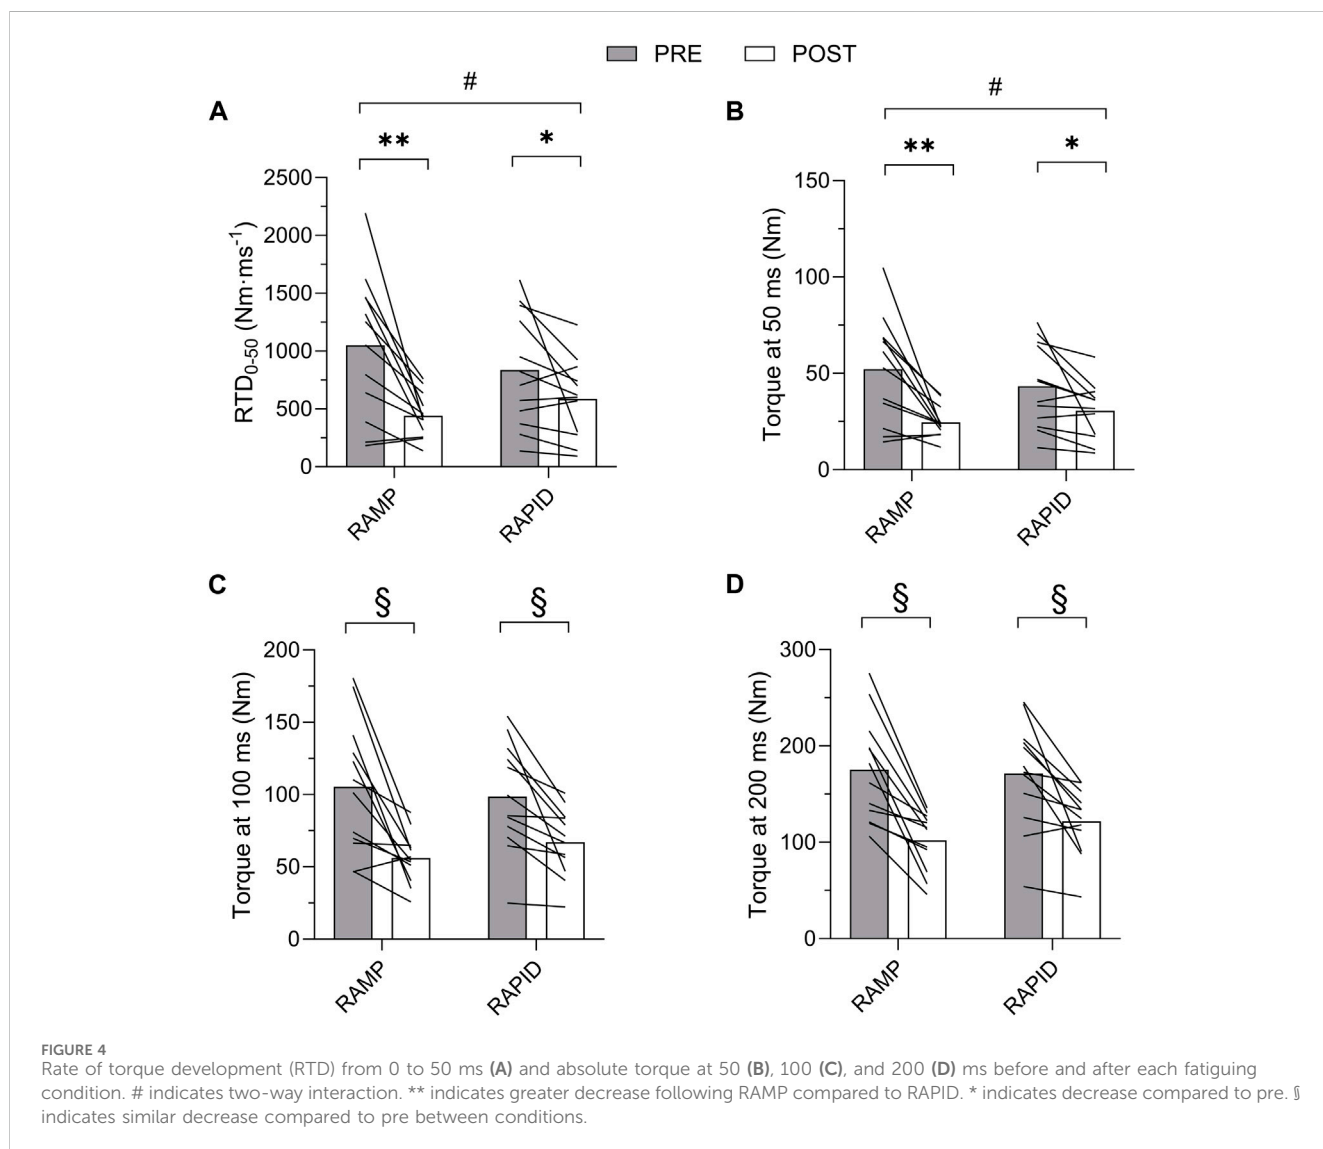 PRE POST
A
#
** *
RTD0-50 (Nm·ms-1)
2500
2000
1500
1000
500
0
RAMP RAPID
B
#
** *
Torque at 50 ms (Nm)
150
100
50
0
RAMP RAPID
C
§ §
Torque at 100 ms (Nm)
200
150
100
50
0
RAMP RAPID
D
§ §
Torque at 200 ms (Nm)
300
200
100
0
RAMP RAPID
FIGURE 4
Rate of torque development (RTD) from 0 to 50 ms (A) and absolute torque at 50 (B), 100 (C), and 200 (D) ms before and after each fatiguing
condition. # indicates two-way interaction. ** indicates greater decrease following RAMP compared to RAPID. * indicates decrease compared to pre. §
indicates similar decrease compared to pre between conditions.